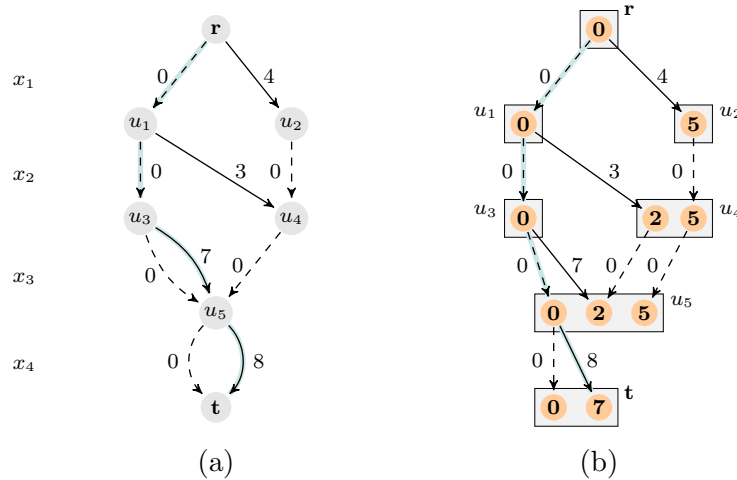 r r
0
x₁ 0 4 0 4
u₁ u₂ u₁ 0 5 u₂
x₂ 0 3 0 0 3 0
u₃ u₄ u₃ 0 2 5 u₄
x₃ 0 7 0 0 7 0 0
u₅ 0 2 5 u₅
x₄ 0 8 0 8
t 0 7 t
(a) (b)